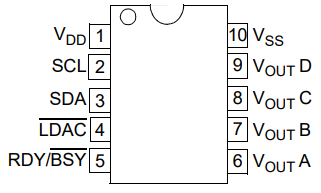 VDD 1 10 VSS
SCL 2 9 VOUT D
SDA 3 8 VOUT C
LDAC 4 7 VOUT B
RDY/BSY 5 6 VOUT A